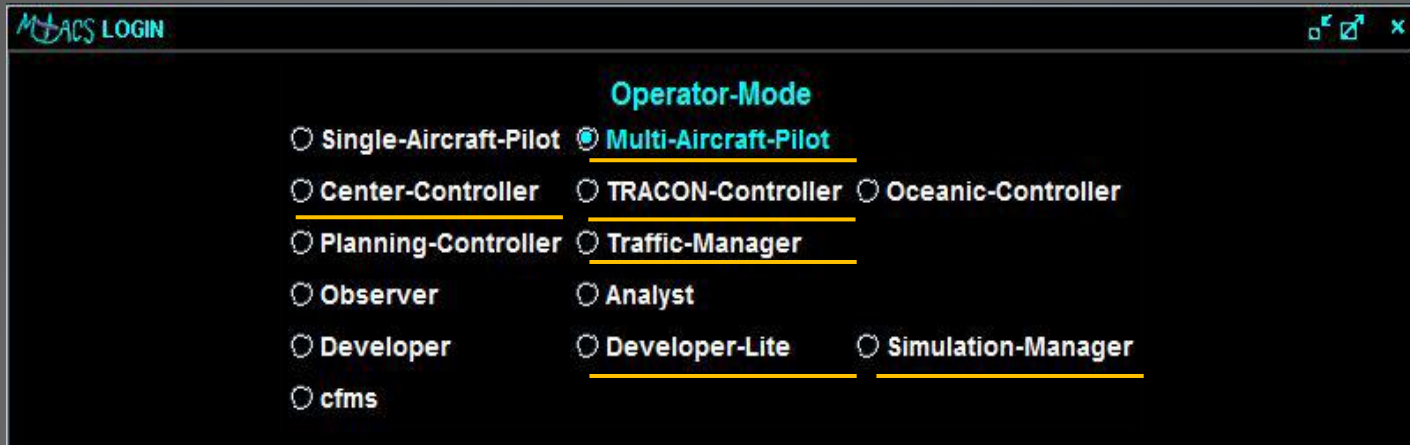 MACS LOGIN
Operator-Mode
Single-Aircraft-Pilot Multi-Aircraft-Pilot
Center-Controller TRACON-Controller Oceanic-Controller
Planning-Controller Traffic-Manager
Observer Analyst
Developer Developer-Lite Simulation-Manager
cfms